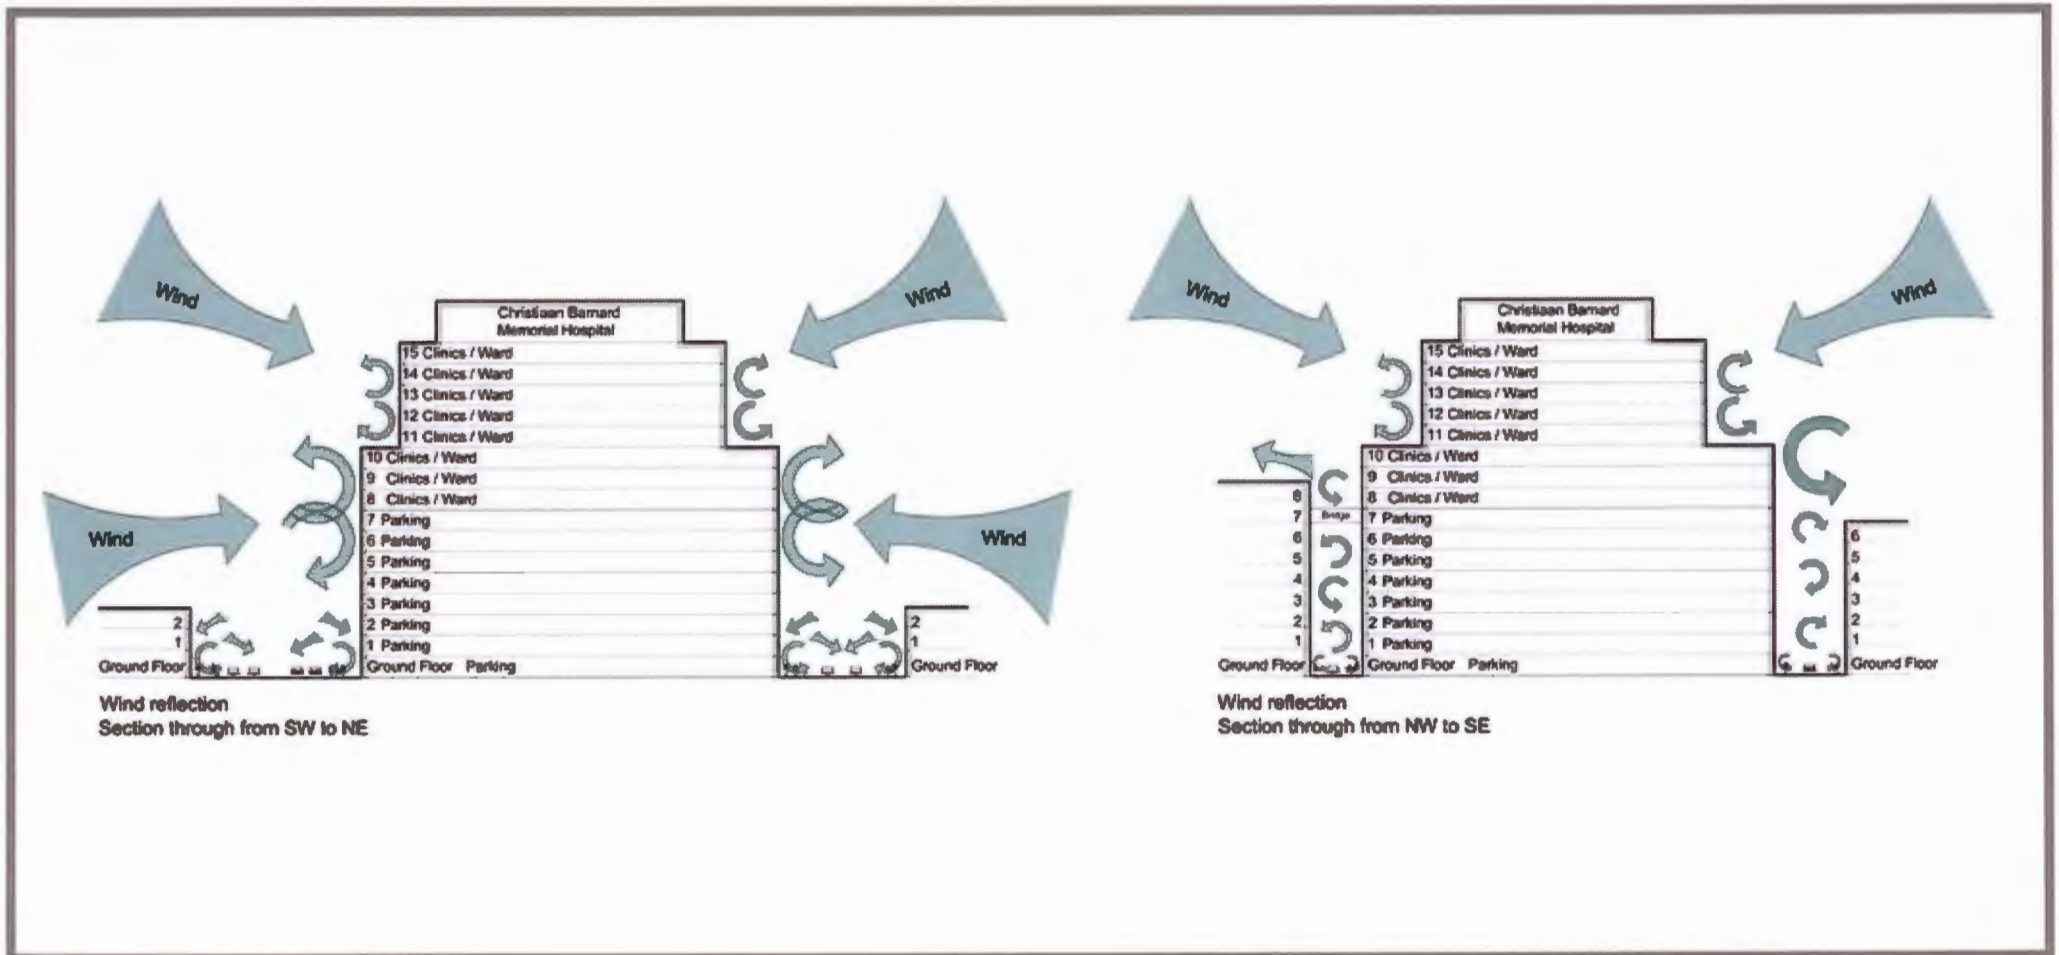 Wind
Wind
Christiaan Barnard
Memorial Hospital
15 Clinics / Ward
14 Clinics / Ward
13 Clinics / Ward
12 Clinics / Ward
11 Clinics / Ward
10 Clinics / Ward
9 Clinics / Ward
8 Clinics / Ward
7 Parking
6 Parking
5 Parking
4 Parking
3 Parking
2 Parking
1 Parking
Ground Floor Parking
Wind
Wind
2
1
Ground Floor
2
1
Ground Floor
Wind reflection
Section through from SW to NE
Wind
Wind
Christiaan Barnard
Memorial Hospital
15 Clinics / Ward
14 Clinics / Ward
13 Clinics / Ward
12 Clinics / Ward
11 Clinics / Ward
10 Clinics / Ward
9 Clinics / Ward
8 Clinics / Ward
7 Parking
6 Parking
5 Parking
4 Parking
3 Parking
2 Parking
1 Parking
Ground Floor Parking
8
7
6
5
4
3
2
1
Ground Floor
Bridge
6
5
4
3
2
1
Ground Floor
Wind reflection
Section through from NW to SE